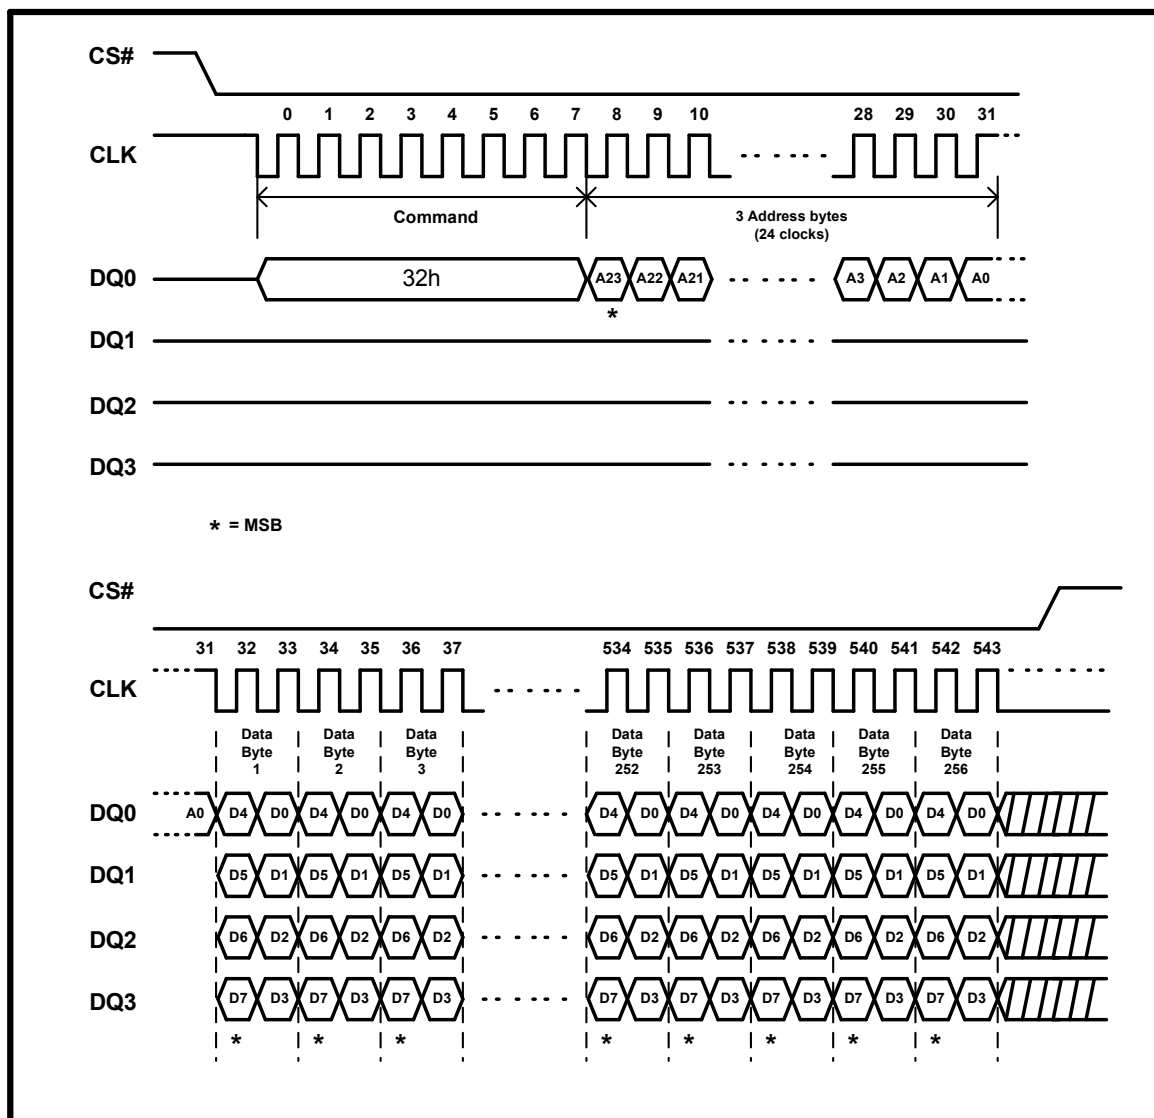 CS#
0 1 2 3 4 5 6 7 8 9 10 28 29 30 31
CLK
Command
3 Address bytes
(24 clocks)
DQ0 32h A23 A22 A21 A3 A2 A1 A0
*
DQ1
DQ2
DQ3
* = MSB
CS#
31 32 33 34 35 36 37 534 535 536 537 538 539 540 541 542 543
CLK
Data Data Data Data Data Data Data Data
Byte Byte Byte Byte Byte Byte Byte Byte
1 2 3 252 253 254 255 256
DQ0 A0 D4 D0 D4 D0 D4 D0 D4 D0 D4 D0 D4 D0 D4 D0 D4 D0
DQ1 D5 D1 D5 D1 D5 D1 D5 D1 D5 D1 D5 D1 D5 D1 D5 D1
DQ2 D6 D2 D6 D2 D6 D2 D6 D2 D6 D2 D6 D2 D6 D2 D6 D2
DQ3 D7 D3 D7 D3 D7 D3 D7 D3 D7 D3 D7 D3 D7 D3 D7 D3
* * * * * * * *